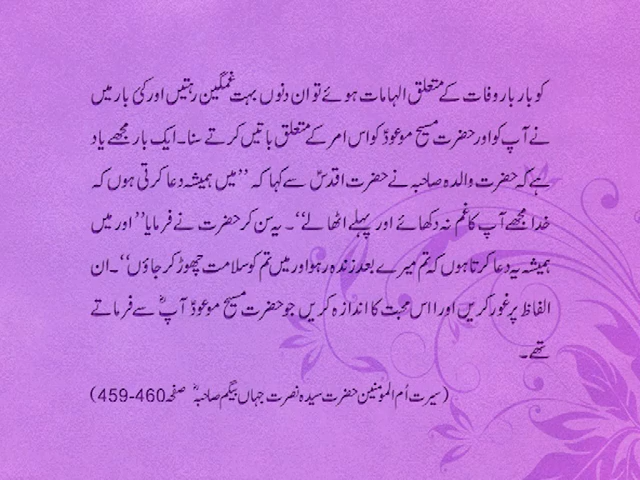 کو بار بار وفات کے متعلق الہامات ہوئے تو ان دنوں بہت غمگین رہتیں اور کئی بار میں
نے آپ کو اور حضرت مسیح موعودؑ کو اس امر کے متعلق باتیں کرتے سنا۔ ایک بار مجھے یاد
ہے کہ حضرت والدہ صاحبہ نے حضرت اقدسؑ سے کہا کہ ’’میں ہمیشہ دعا کرتی ہوں کہ
خدا مجھے آپ کا غم نہ دکھائے اور پہلے اٹھا لے‘‘۔ یہ سن کر حضرت نے فرمایا ’’اور میں
ہمیشہ یہ دعا کرتا ہوں کہ تم میرے بعد زندہ رہو اور میں تم کو سلامت چھوڑ کر جاؤں‘‘۔ ان
الفاظ پر غور کریں اور ااس محبت کا اندازہ کریں جو حضرت مسیح موعودؑ آپؓ سے فرماتے
تھے۔
(سیرت اُم المومنین حضرت سیدہ نصرت جہاں بیگم صاحبہؓ صفحہ 460-459)